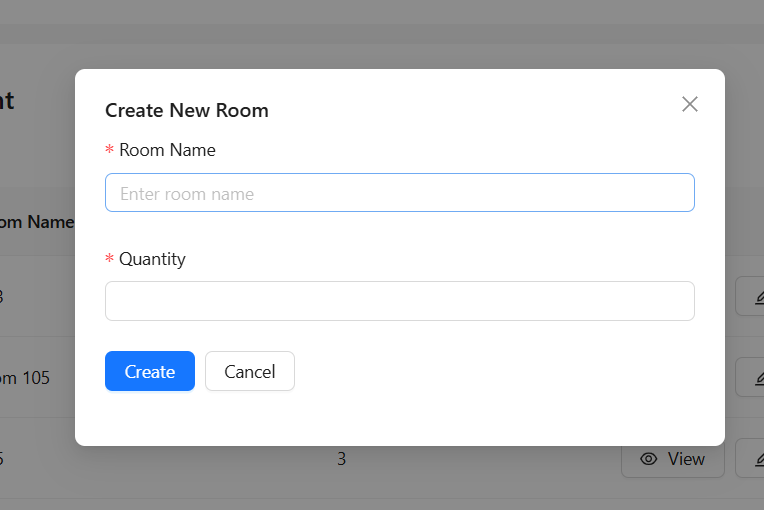 nt
Create New Room
* Room Name
Enter room name
om Name
* Quantity
3
Create
Cancel
om 105
5
3
View